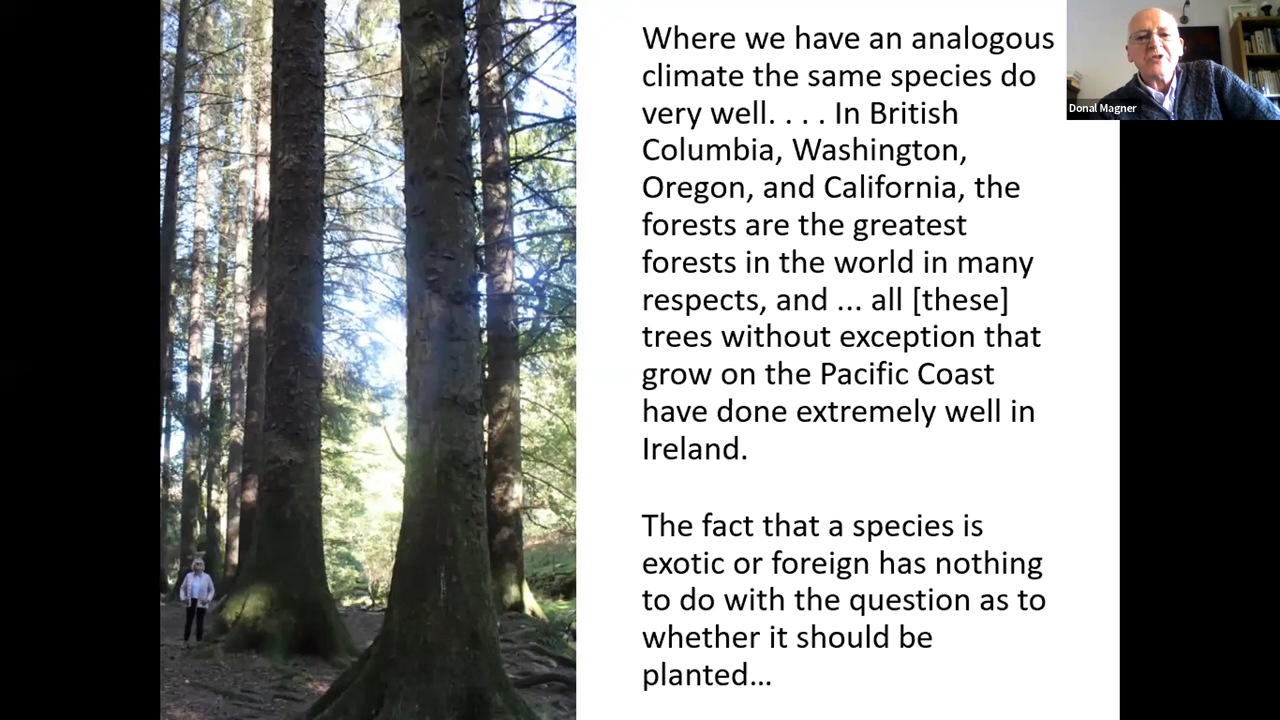 Where we have an analogous
climate the same species do
very well. . . . In British
Columbia, Washington,
Oregon, and California, the
forests are the greatest
forests in the world in many
respects, and ... all [these]
trees without exception that
grow on the Pacific Coast
have done extremely well in
Ireland.
The fact that a species is
exotic or foreign has nothing
to do with the question as to
whether it should be
planted...
Donal Magner